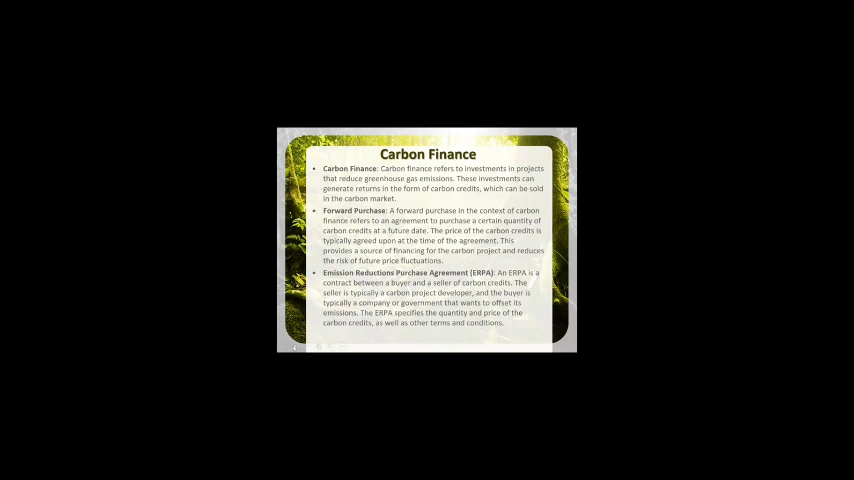 Carbon Finance
• Carbon Finance: Carbon finance refers to investments in projects
that reduce greenhouse gas emissions. These investments can
generate returns in the form of carbon credits, which can be sold
in the carbon market.
• Forward Purchase: A forward purchase in the context of carbon
finance refers to an agreement to purchase a certain quantity of
carbon credits at a future date. The price of the carbon credits is
typically agreed upon at the time of the agreement. This
provides a source of financing for the carbon project and reduces
the risk of future price fluctuations.
• Emission Reductions Purchase Agreement (ERPA): An ERPA is a
contract between a buyer and a seller of carbon credits. The
seller is typically a carbon project developer, and the buyer is
typically a company or government that wants to offset its
emissions. The ERPA specifies the quantity and price of the
carbon credits, as well as other terms and conditions.